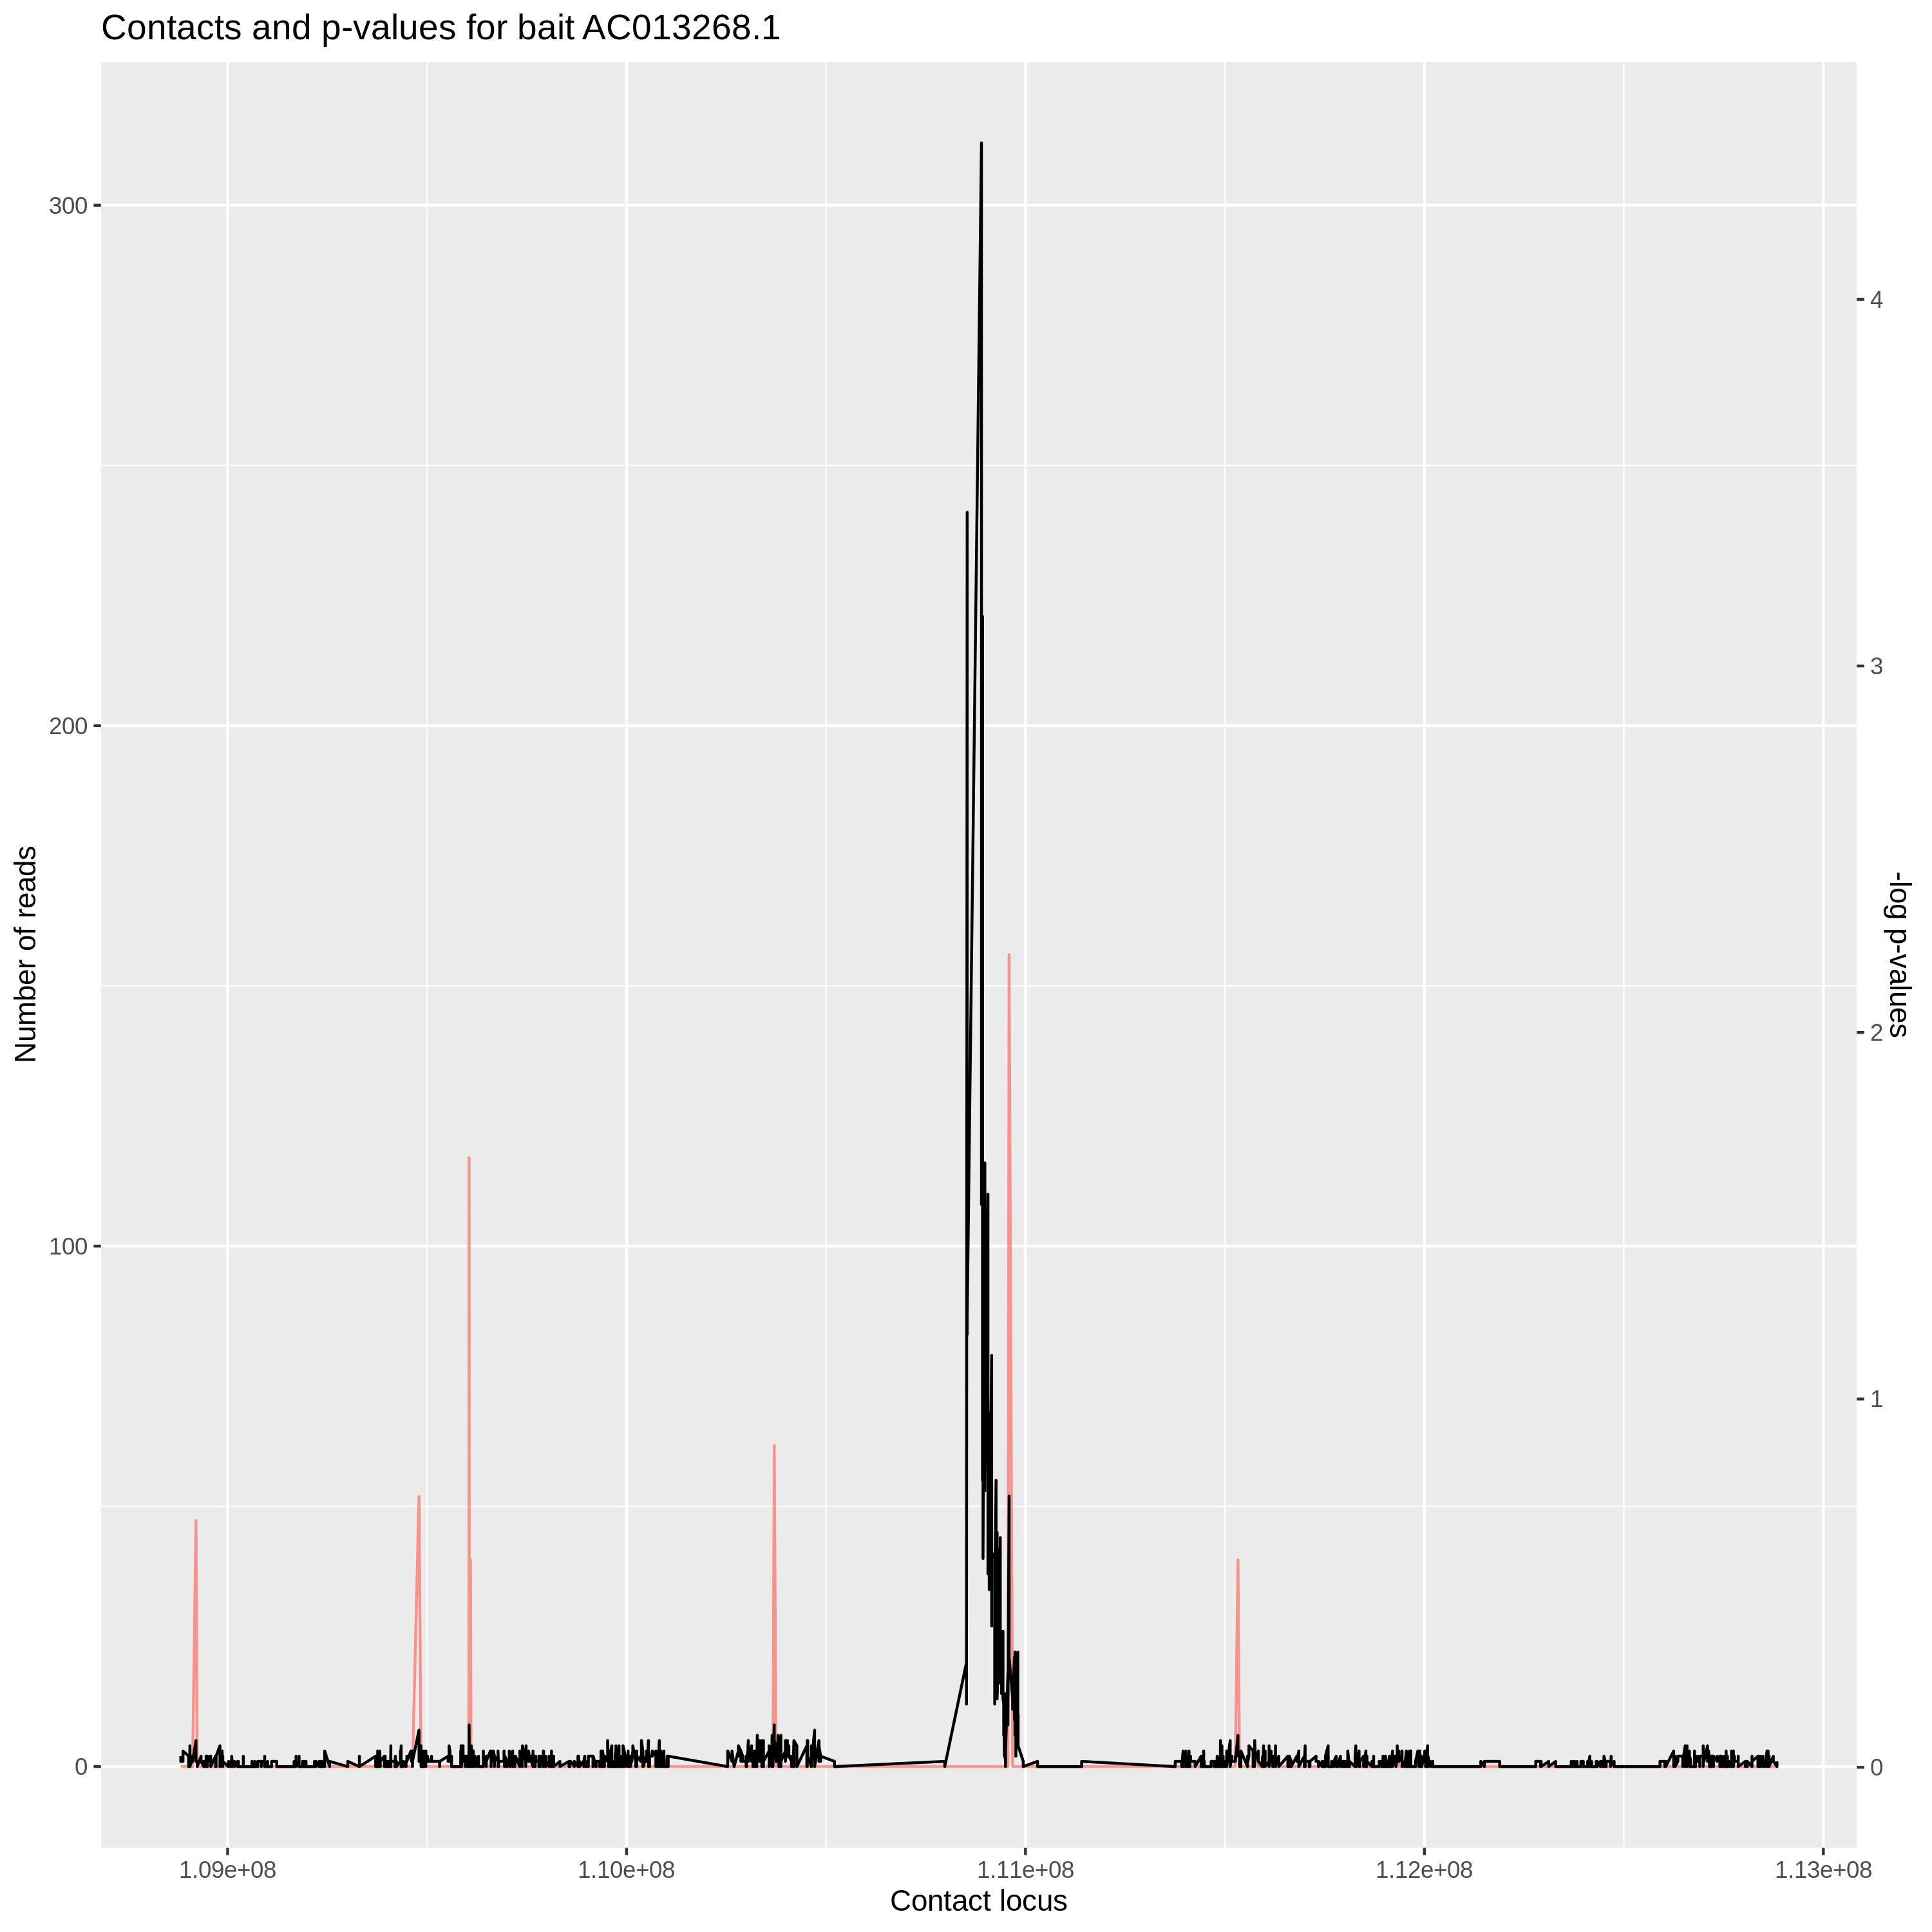 Contacts and p-values for bait AC013268.1
300
200
100
0
Number of reads
4
3
2
1
0
-log p-values
1.09e+08
1.10e+08
1.11e+08
1.12e+08
1.13e+08
Contact locus